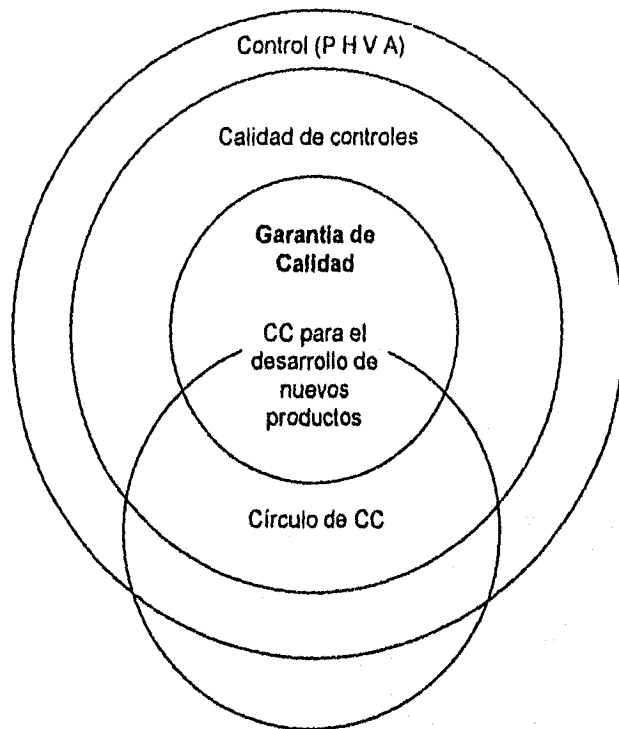 Control (P H V A)
Calidad de controles
Garantía de
Calidad
CC para el
desarrollo de
nuevos
productos
Círculo de CC